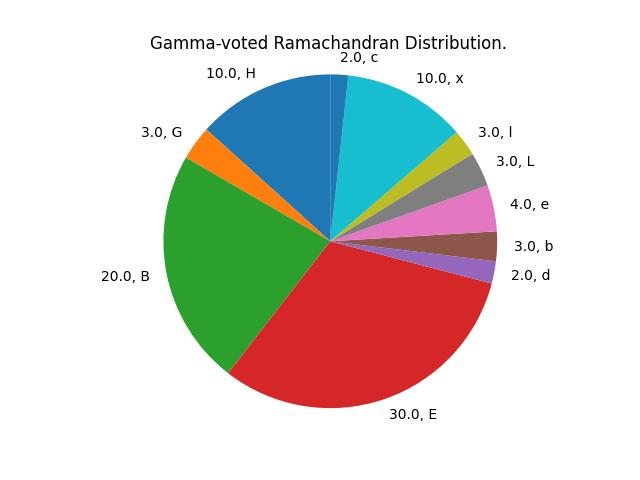 Gamma-voted Ramachandran Distribution.
2.0, c
10.0, H
10.0, x
3.0, G
3.0, l
3.0, L
4.0, e
3.0, b
20.0, B
2.0, d
30.0, E